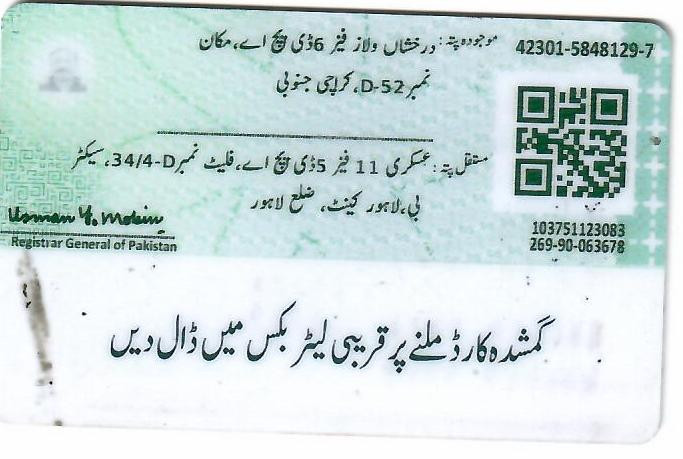 42301-5848129-7
موجودہ پتہ: درخشاں ولاز فیز 6 ڈی ایچ اے، مکان
نمبر D-52، کراچی جنوبی
مستقل پتہ: عسکری 11 فیز 5 ڈی ایچ اے، فلیٹ نمبر 34/4-D، سیکٹر
بی، لاہور کینٹ، ضلع لاہور
103751123083
269-90-063678
Usman Y. Mobin
Registrar General of Pakistan
گمشدہ کارڈ ملنے پر قریبی لیٹر بکس میں ڈال دیں